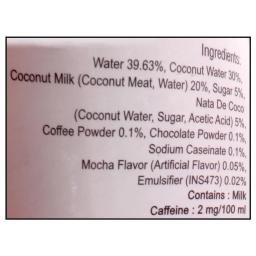 Ingredients:
Water 39.63%, Coconut Water 30%,
Coconut Milk (Coconut Meat, Water) 20%, Sugar 5%,
Nata De Coco
(Coconut Water, Sugar, Acetic Acid) 5%,
Coffee Powder 0.1%, Chocolate Powder 0.1%,
Sodium Caseinate 0.1%,
Mocha Flavor (Artificial Flavor) 0.05%,
Emulsifier (INS473) 0.02%
Contains : Milk
Caffeine : 2 mg/100 ml